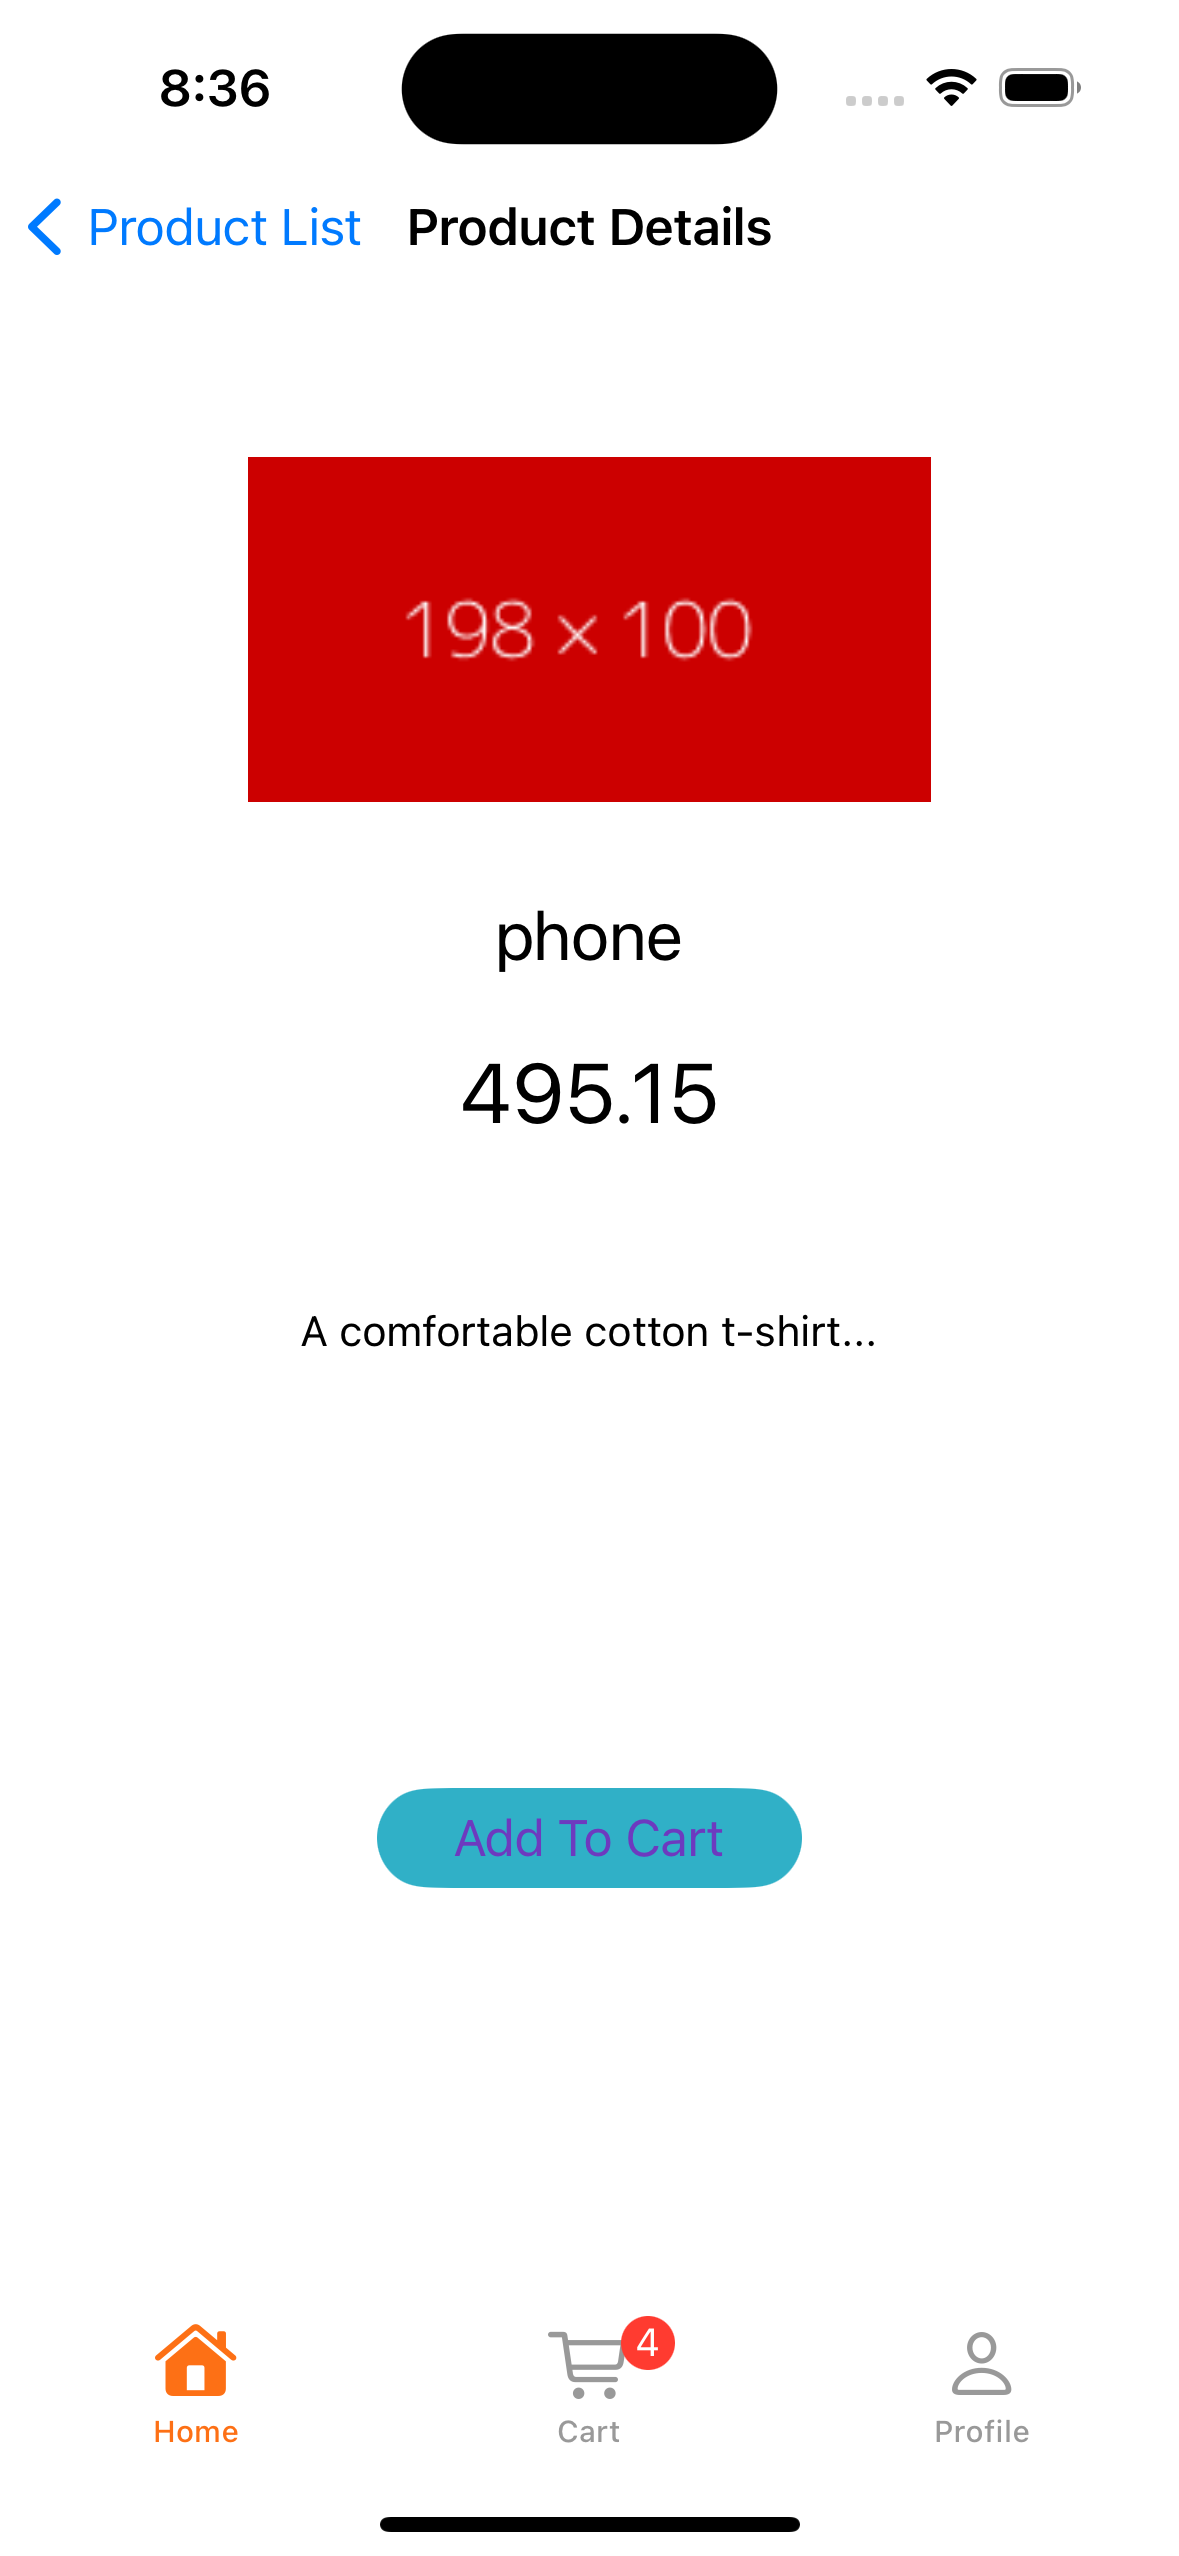 8:36
Product List Product Details
198 × 100
phone
495.15
A comfortable cotton t-shirt...
Add To Cart
4
Home Cart Profile